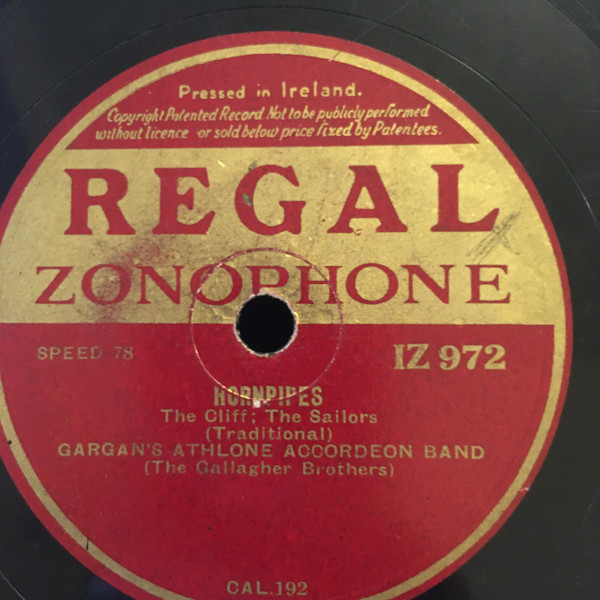 Pressed in Ireland.
Copyright Patented Record Not to be publicly performed
without licence or sold below price fixed by Patentees.
REGAL
ZONOPHONE
SPEED 78
IZ 972
HORNPIPES
The Cliff; The Sailors
(Traditional)
GARGAN'S ATHLONE ACCORDEON BAND
(The Gallagher Brothers)
CAL.192